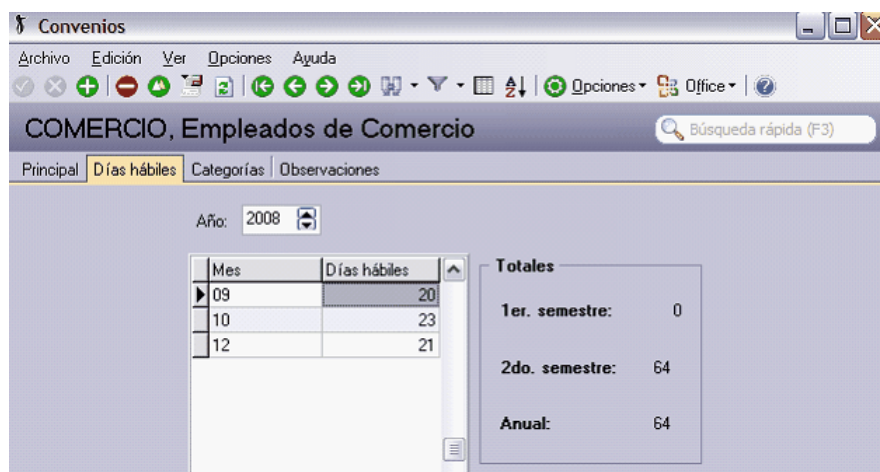 Convenios
Archivo Edición Ver Opciones Ayuda
Opciones Office
COMERCIO, Empleados de Comercio
Búsqueda rápida (F3)
Principal Días hábiles Categorías Observaciones
Año: 2008
Mes Días hábiles
09 20
10 23
12 21
Totales
1er. semestre: 0
2do. semestre: 64
Anual: 64